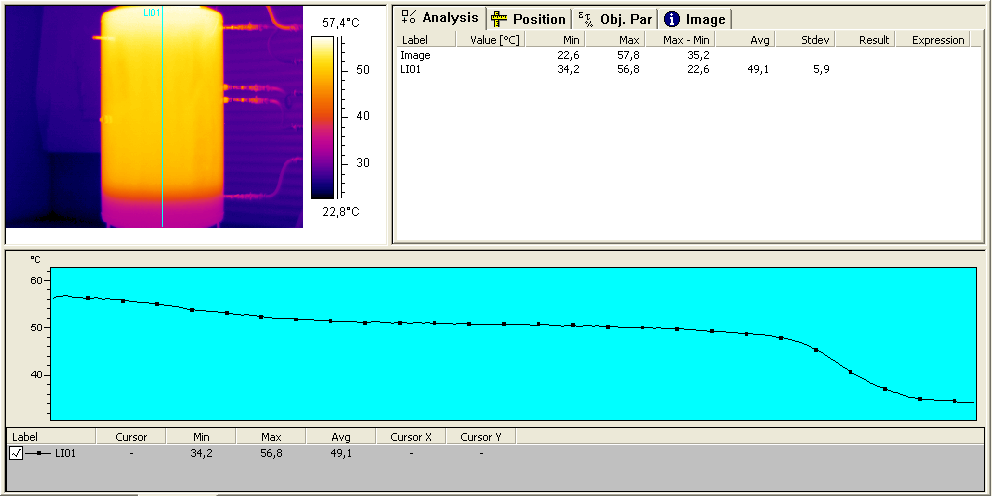 LI01
57,4°C
50
40
30
22,8°C
Analysis Position Obj. Par Image
Label Value [°C] Min Max Max - Min Avg Stdev Result Expression
Image 22,6 57,8 35,2
LI01 34,2 56,8 22,6 49,1 5,9
°C
60
50
40
Label Cursor Min Max Avg Cursor X Cursor Y
LI01 - 34,2 56,8 49,1 - -